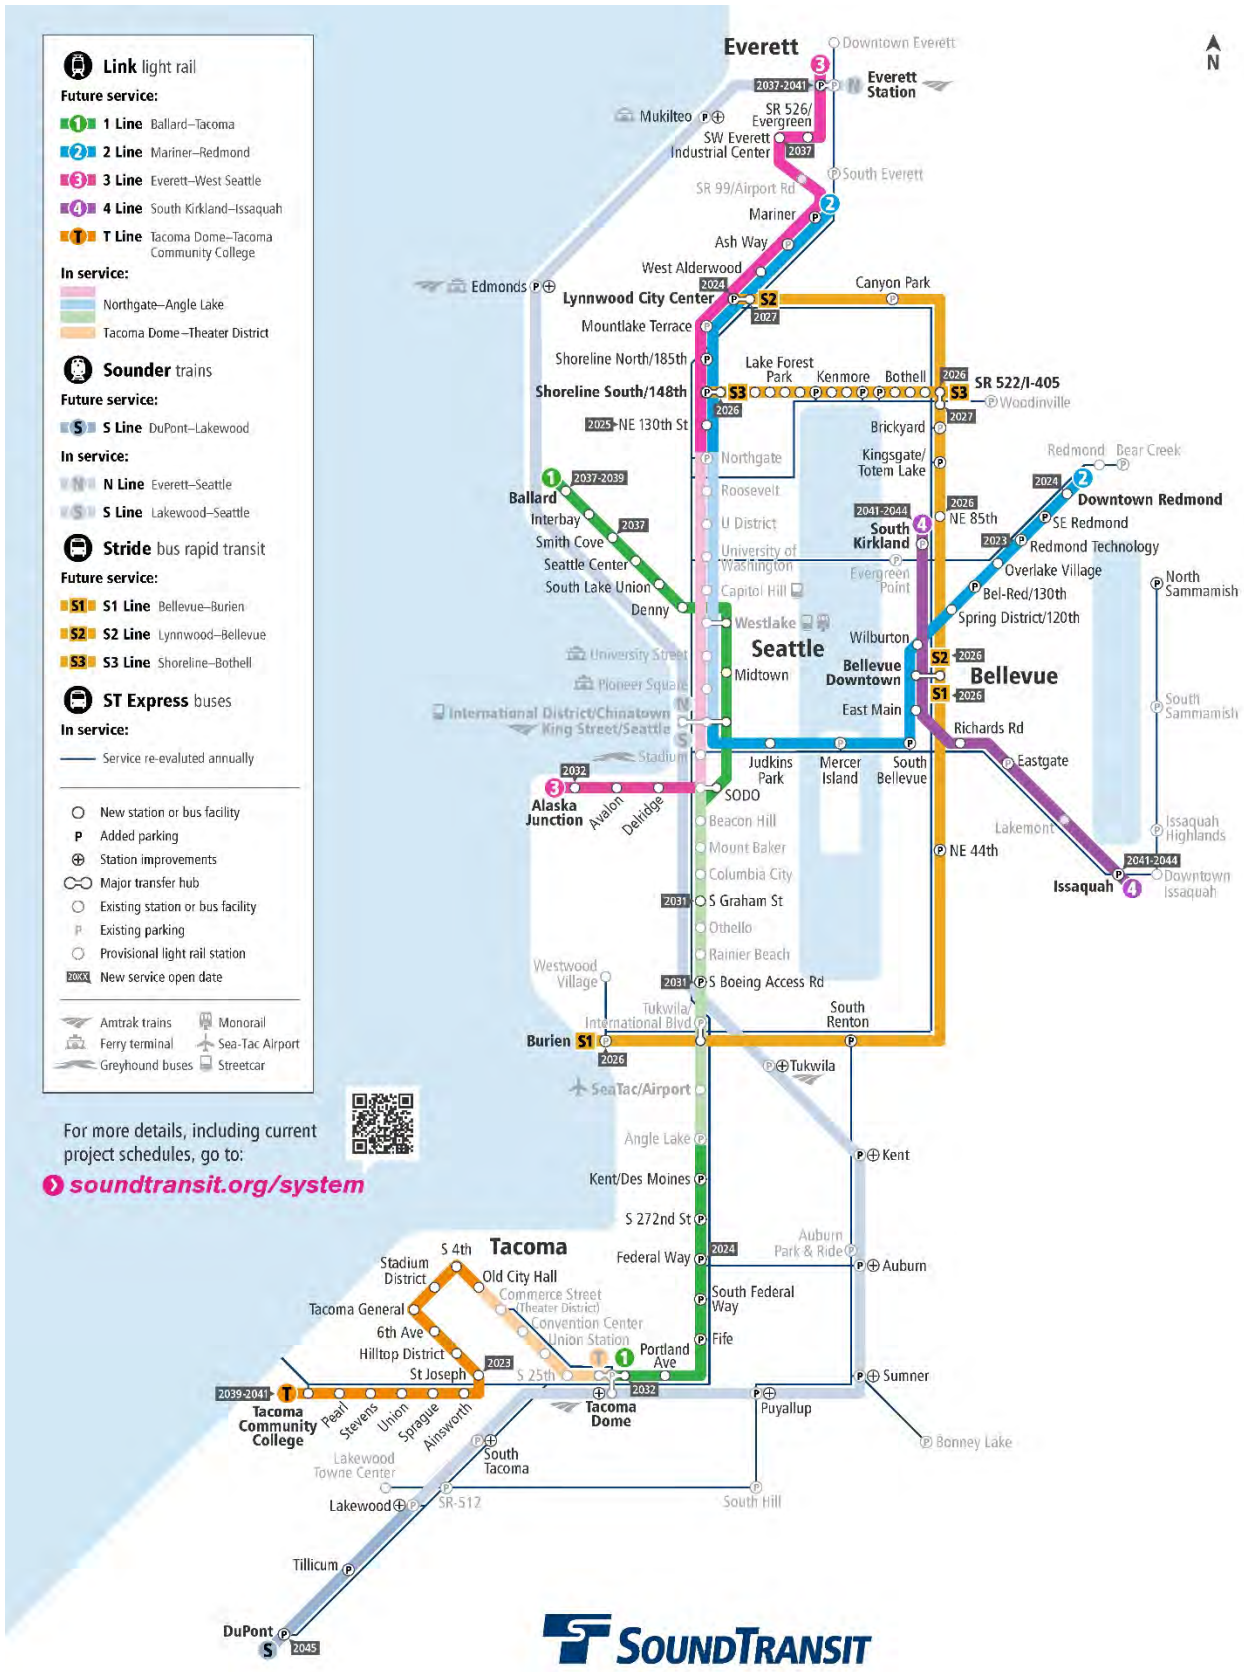 Link light rail
Future service:
1 1 Line Ballard–Tacoma
2 2 Line Mariner–Redmond
3 3 Line Everett–West Seattle
4 4 Line South Kirkland–Issaquah
T T Line Tacoma Dome–Tacoma
Community College
In service:
Northgate–Angle Lake
Tacoma Dome–Theater District
Sounder trains
Future service:
S S Line DuPont–Lakewood
In service:
N N Line Everett–Seattle
S S Line Lakewood–Seattle
Stride bus rapid transit
Future service:
S1 S1 Line Bellevue–Burien
S2 S2 Line Lynnwood–Bellevue
S3 S3 Line Shoreline–Bothell
ST Express buses
In service:
Service re-evaluted annually
New station or bus facility
P Added parking
Station improvements
Major transfer hub
Existing station or bus facility
P Existing parking
Provisional light rail station
20XX New service open date
Amtrak trains
Monorail
Ferry terminal
Sea-Tac Airport
Greyhound buses
Streetcar
For more details, including current
project schedules, go to:
soundtransit.org/system
N
Everett
Downtown Everett
3
2037-2041
P
P
N
Everett
Station
Mukilteo
P
SR 526/
Evergreen
SW Everett
Industrial Center
2037
SR 99/Airport Rd
P
South Everett
2
Mariner
P
Ash Way
P
West Alderwood
Edmonds
P
2024
Lynnwood City Center
P
S2
2027
Canyon Park
P
Mountlake Terrace
P
Shoreline North/185th
P
Lake Forest
Park
Kenmore
Bothell
2026
Shoreline South/148th
P
S3
P
P
P
S3
SR 522/I-405
2026
2027
P
Woodinville
2025
NE 130th St
Brickyard
P
P
Northgate
Kingsgate/
Totem Lake
P
Redmond
Bear Creek
P
1
2037-2039
Ballard
2024
2
Downtown Redmond
Roosevelt
2041-2044
2026
NE 85th
Interbay
2037
U District
South
Kirkland
4
P
P
SE Redmond
Smith Cove
2023
P
Redmond Technology
Seattle Center
University of
Washington
P
Evergreen
Point
Overlake Village
South Lake Union
Capitol Hill
P
Bel-Red/130th
P
North
Sammamish
Denny
Spring District/120th
Westlake
Seattle
Wilburton
University Street
S2
2026
Bellevue
Downtown
Bellevue
Midtown
Pioneer Square
S1
2026
N
International District/Chinatown
King Street/Seattle
S
East Main
P
South
Sammamish
Richards Rd
Stadium
Judkins
Park
P
Mercer
Island
P
South
Bellevue
P
Eastgate
2032
3
Alaska
Junction
Avalon
Delridge
SODO
Beacon Hill
Lakemont
P
Issaquah
Highlands
Mount Baker
P
NE 44th
2041-2044
Columbia City
P
Issaquah
4
Downtown
Issaquah
2031
S Graham St
Othello
Rainier Beach
Westwood
Village
2031
P
S Boeing Access Rd
Tukwila/
International Blvd
P
South
Renton
P
Burien
S1
P
2026
P
Tukwila
SeaTac/Airport
Angle Lake
P
P
Kent
Kent/Des Moines
P
S 272nd St
P
Auburn
Park & Ride
P
Federal Way
P
2024
P
Auburn
Tacoma
S 4th
Stadium
District
Old City Hall
Commerce Street
(Theater District)
P
South Federal
Way
Tacoma General
Convention Center
6th Ave
Union Station
P
Fife
Hilltop District
T
1
Portland
Ave
St Joseph
2023
S 25th
P
2032
P
Sumner
2039-2041
T
Tacoma
Community
College
Pearl
Stevens
Union
Sprague
Ainsworth
Tacoma
Dome
P
Puyallup
P
Bonney Lake
P
South
Tacoma
Lakewood
Towne Center
P
SR-512
P
South Hill
Lakewood
P
Tillicum
P
DuPont
P
S
2045
SOUNDTRANSIT